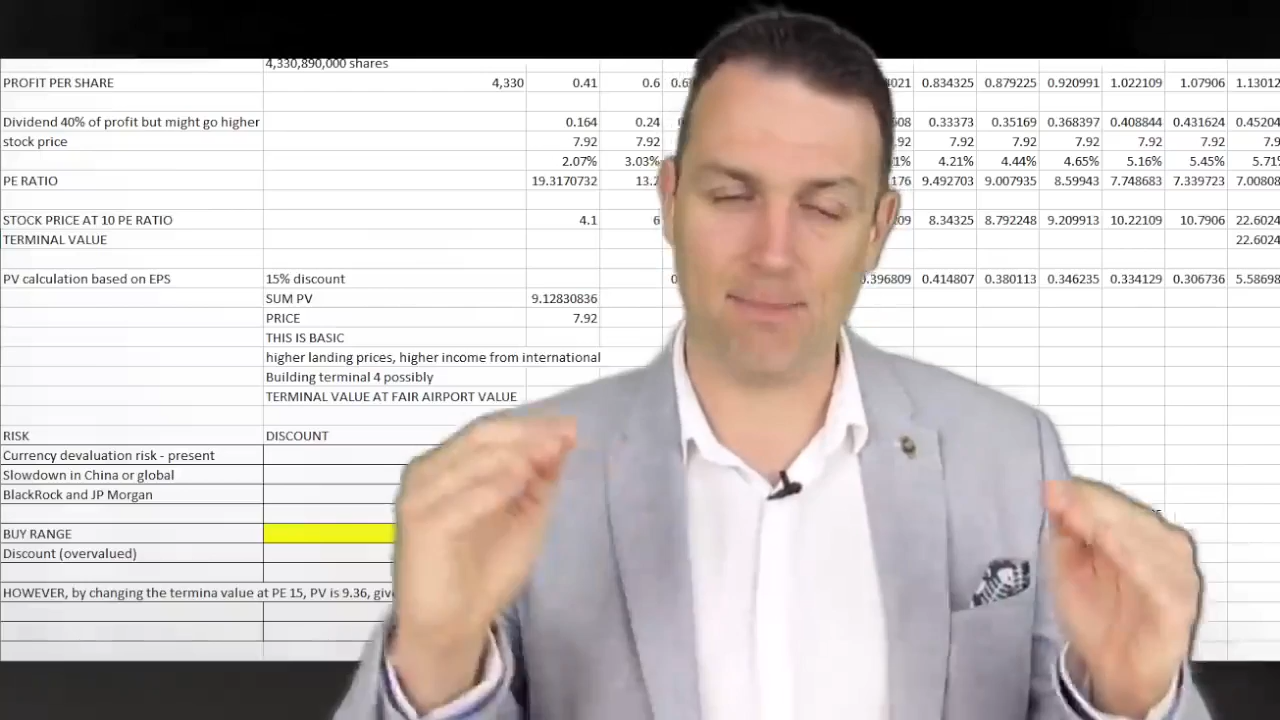 4,330,890,000 shares
PROFIT PER SHARE 4,330 0.41 0.6 0.834325 0.879225 0.920991 1.022109 1.07906 1.13012
Dividend 40% of profit but might go higher 0.164 0.24 0.33373 0.35169 0.368397 0.408844 0.431624 0.45204
stock price 7.92 7.92 7.92 7.92 7.92 7.92 7.92
2.07% 3.03% 4.21% 4.44% 4.65% 5.16% 5.45% 5.71%
PE RATIO 19.3170732 13.2 9.492703 9.007935 8.59943 7.748683 7.339723 7.00808
STOCK PRICE AT 10 PE RATIO 4.1 6 8.34325 8.792248 9.209913 10.22109 10.7906 22.6024
TERMINAL VALUE 22.6024
PV calculation based on EPS 15% discount 0.396809 0.414807 0.380113 0.346235 0.334129 0.306736 5.58698
SUM PV 9.12830836
PRICE 7.92
THIS IS BASIC
higher landing prices, higher income from international
Building terminal 4 possibly
TERMINAL VALUE AT FAIR AIRPORT VALUE
RISK DISCOUNT
Currency devaluation risk - present
Slowdown in China or global
BlackRock and JP Morgan
BUY RANGE
Discount (overvalued)
HOWEVER, by changing the termina value at PE 15, PV is 9.36,